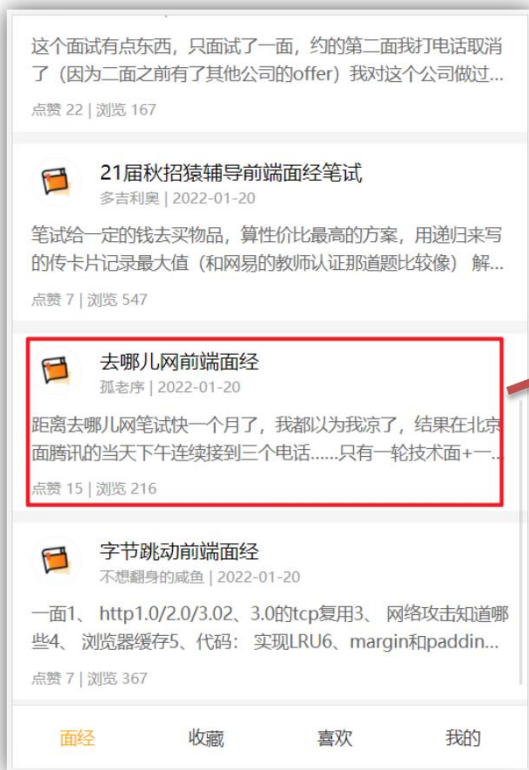 这个面试有点东西，只面试了一面，约的第二面我打电话取消
了（因为二面之前有了其他公司的offer）我对这个公司做过...
点赞 22 | 浏览 167
21届秋招猿辅导前端面经笔试
多吉利奥 | 2022-01-20
笔试给一定的钱去买物品，算性价比最高的方案，用递归来写
的传卡片记录最大值（和网易的教师认证那道题比较像） 解...
点赞 7 | 浏览 547
去哪儿网前端面经
孤老序 | 2022-01-20
距离去哪儿网笔试快一个月了，我都以为我凉了，结果在北京
面腾讯的当天下午连续接到三个电话......只有一轮技术面+一...
点赞 15 | 浏览 216
字节跳动前端面经
不想翻身的咸鱼 | 2022-01-20
一面1、 http1.0/2.0/3.02、3.0的tcp复用3、 网络攻击知道哪
些4、 浏览器缓存5、代码： 实现LRU6、margin和paddin...
点赞 7 | 浏览 367
面经 收藏 喜欢 我的